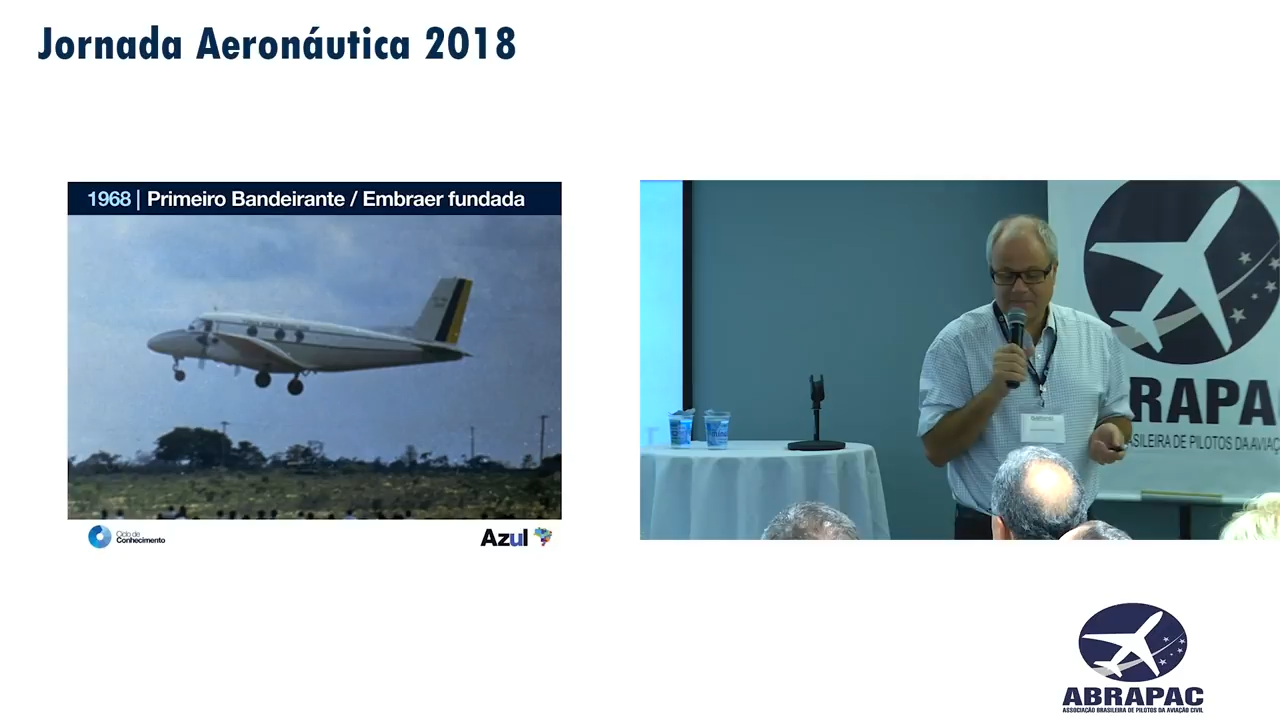 Jornada Aeronáutica 2018
1968 | Primeiro Bandeirante / Embraer fundada
Ciclo de
Conhecimento
Azul
RAPA
ASILEIRA DE PILOTOS DA AVIAÇ
ABRAPAC
ASSOCIAÇÃO BRASILEIRA DE PILOTOS DA AVIAÇÃO CIVIL